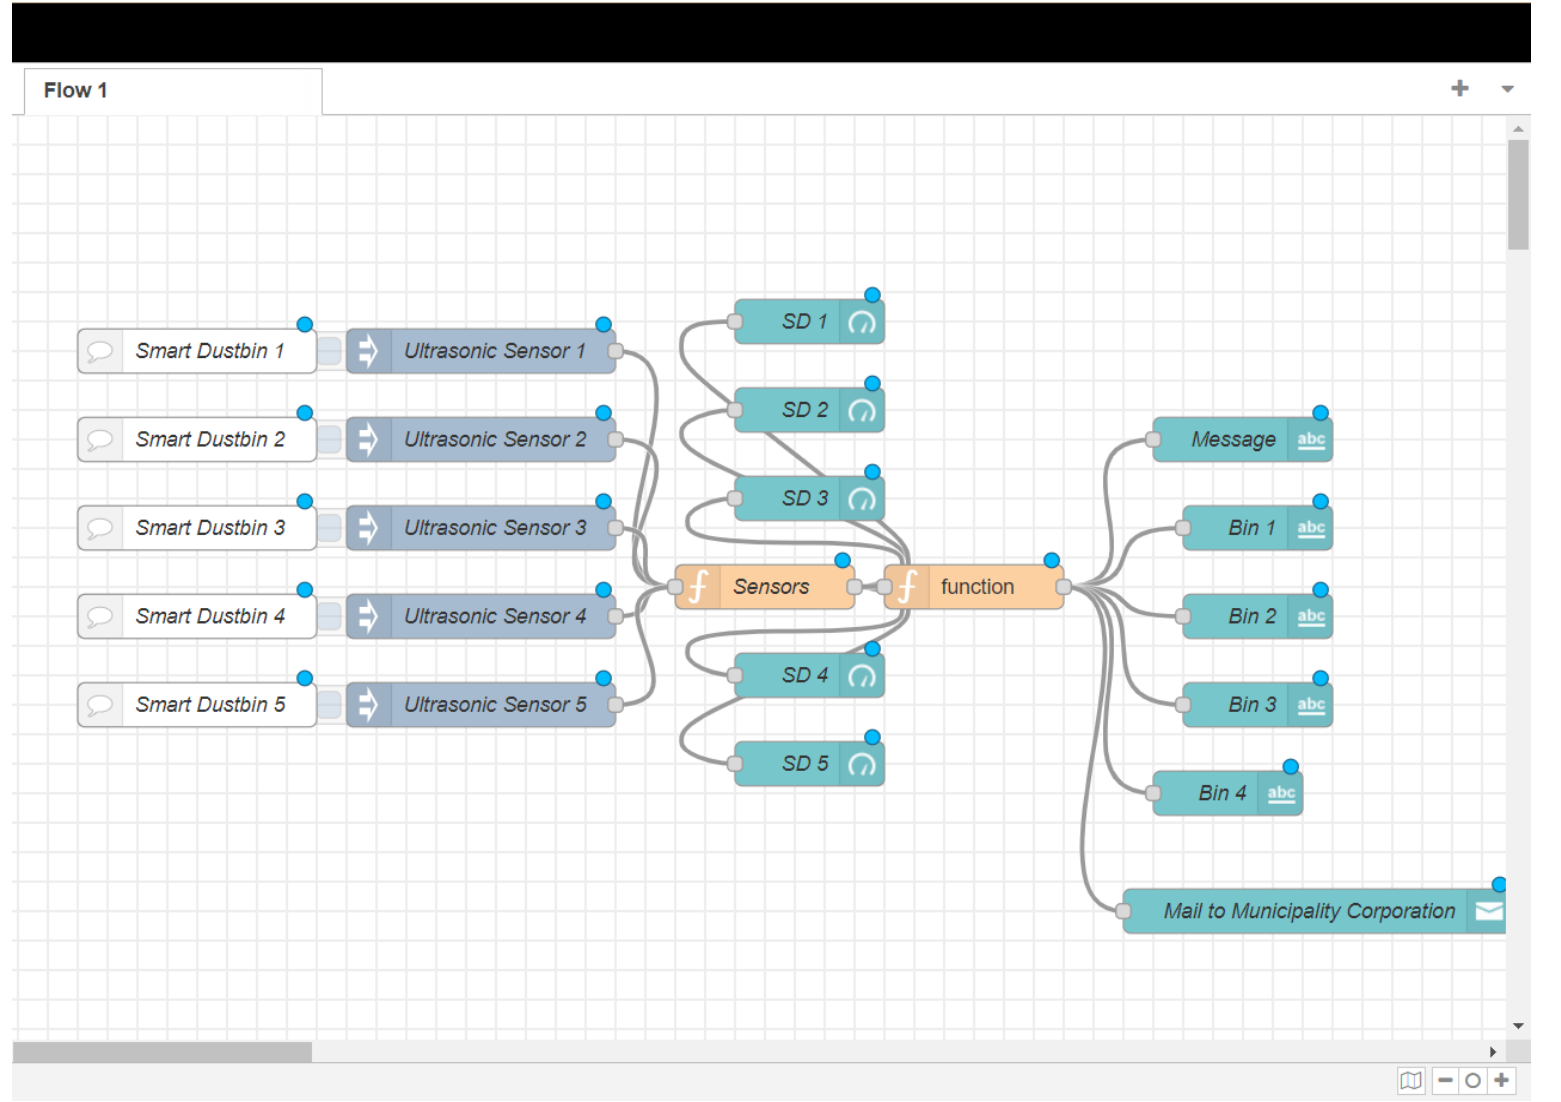 Flow 1
Smart Dustbin 1
Ultrasonic Sensor 1
Smart Dustbin 2
Ultrasonic Sensor 2
Smart Dustbin 3
Ultrasonic Sensor 3
Smart Dustbin 4
Ultrasonic Sensor 4
Smart Dustbin 5
Ultrasonic Sensor 5
SD 1
SD 2
SD 3
Sensors
function
SD 4
SD 5
Message abc
Bin 1 abc
Bin 2 abc
Bin 3 abc
Bin 4 abc
Mail to Municipality Corporation